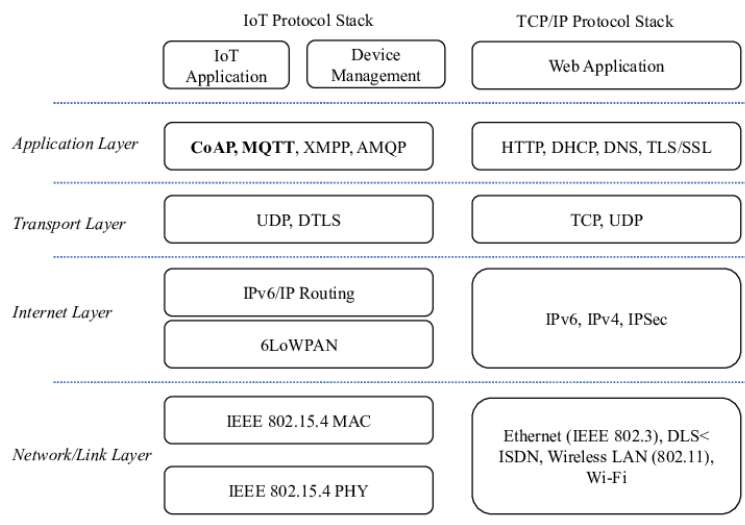 IoT Protocol Stack
TCP/IP Protocol Stack
IoT
Application
Device
Management
Web Application
Application Layer
CoAP, MQTT, XMPP, AMQP
HTTP, DHCP, DNS, TLS/SSL
Transport Layer
UDP, DTLS
TCP, UDP
Internet Layer
IPv6/IP Routing
6LoWPAN
IPv6, IPv4, IPSec
Network/Link Layer
IEEE 802.15.4 MAC
IEEE 802.15.4 PHY
Ethernet (IEEE 802.3), DLS<
ISDN, Wireless LAN (802.11),
Wi-Fi